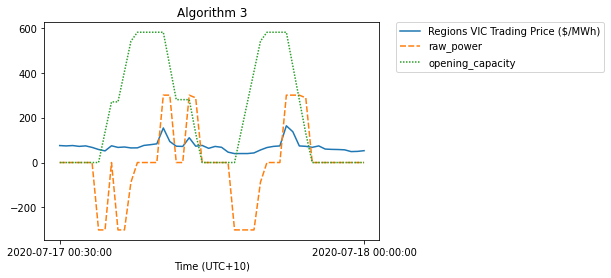 Algorithm 3
Regions VIC Trading Price ($/MWh)
raw_power
opening_capacity
600
400
200
0
−200
2020-07-17 00:30:00
2020-07-18 00:00:00
Time (UTC+10)